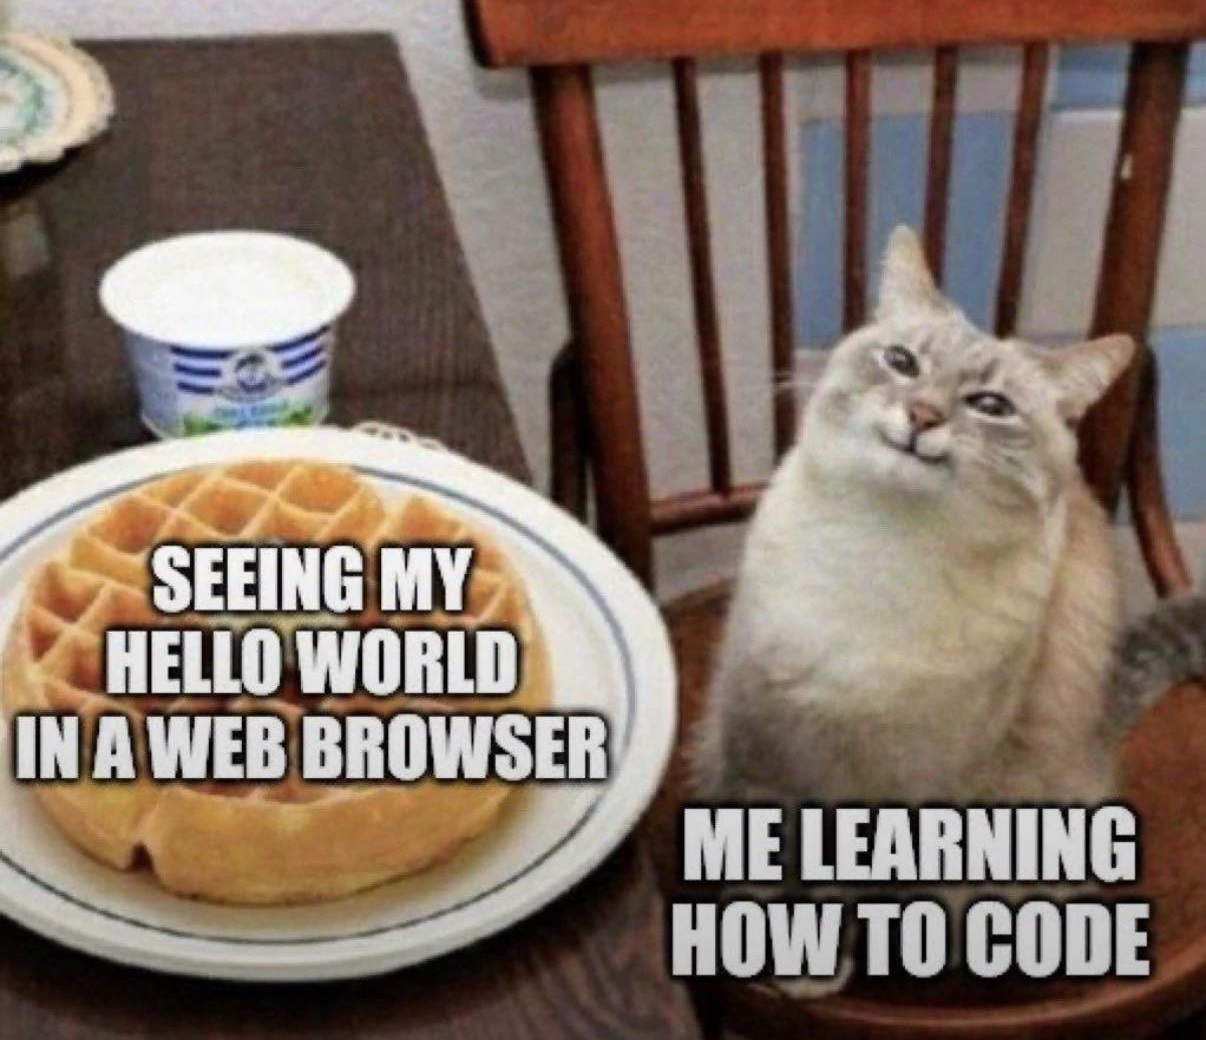 SEEING MY
HELLO WORLD
IN A WEB BROWSER
ME LEARNING
HOW TO CODE